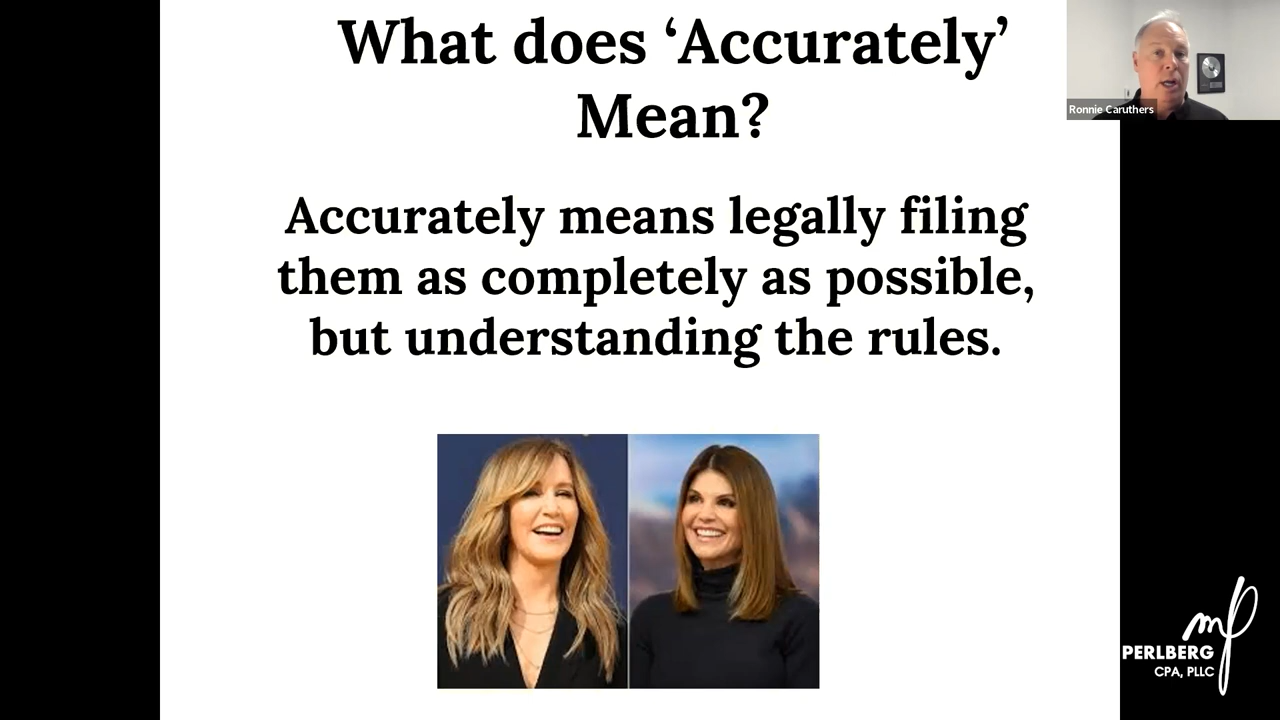 What does ‘Accurately’
Mean?
Accurately means legally filing
them as completely as possible,
but understanding the rules.
Ronnie Caruthers
mp
PERLBERG
CPA, PLLC